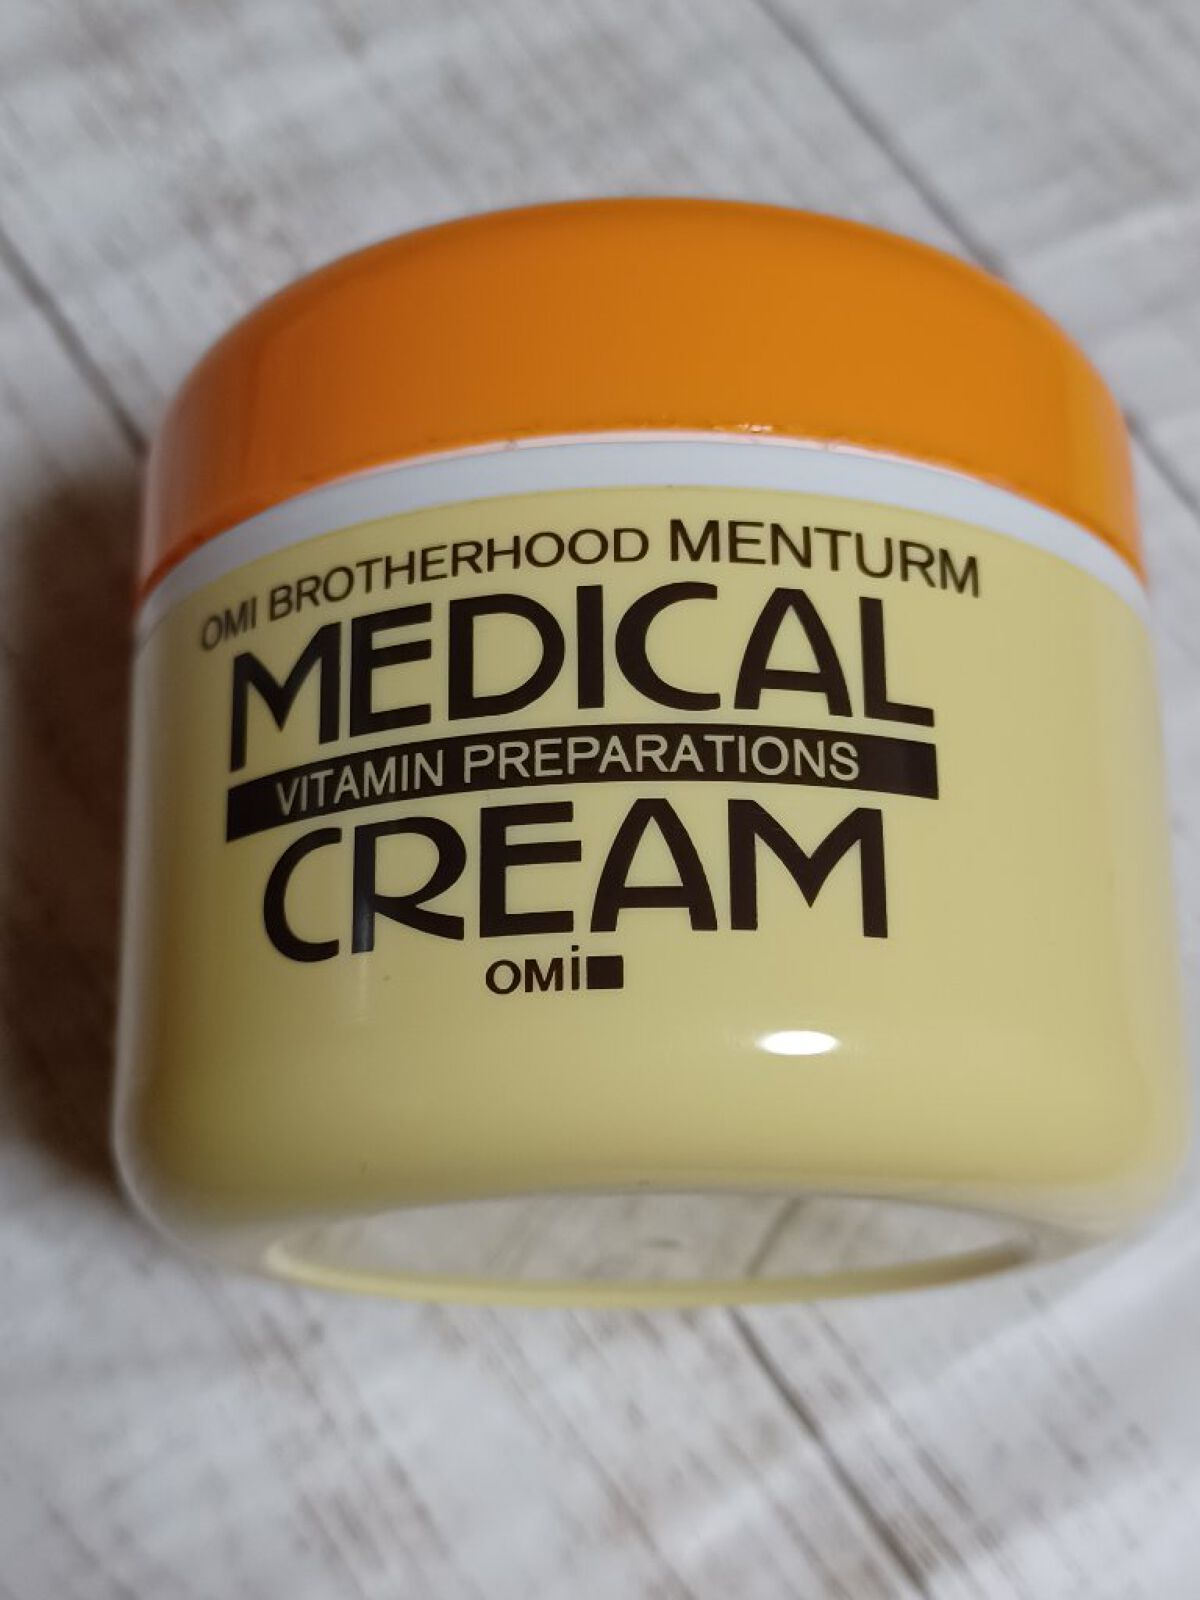 OMI BROTHERHOOD MENTURM
MEDICAL
VITAMIN PREPARATIONS
CREAM
OMi